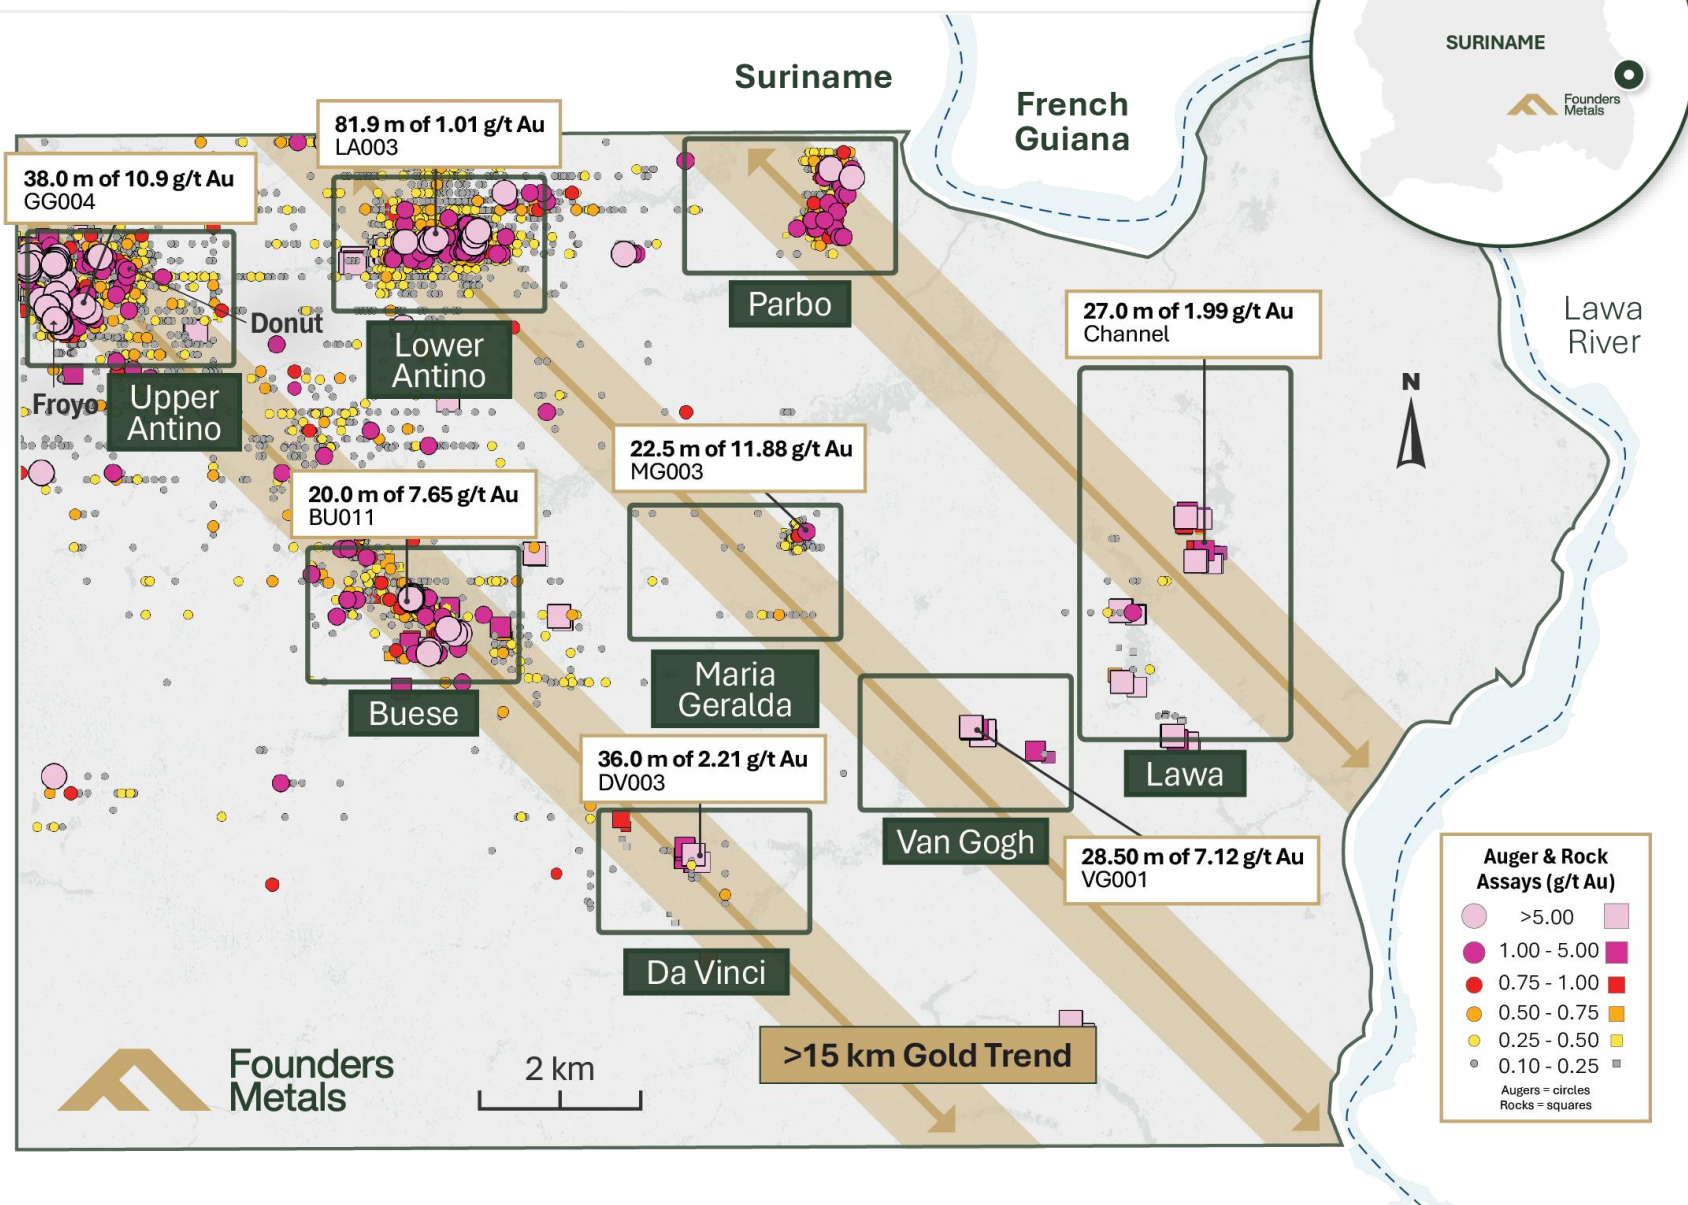 SURINAME
Founders
Metals
Suriname
French
Guiana
81.9 m of 1.01 g/t Au
LA003
38.0 m of 10.9 g/t Au
GG004
Donut
Froyo
Upper
Antino
Lower
Antino
Parbo
27.0 m of 1.99 g/t Au
Channel
Lawa
River
N
22.5 m of 11.88 g/t Au
MG003
20.0 m of 7.65 g/t Au
BU011
Buese
Maria
Geralda
36.0 m of 2.21 g/t Au
DV003
Lawa
Van Gogh
28.50 m of 7.12 g/t Au
VG001
Da Vinci
>15 km Gold Trend
Founders
Metals
2 km
Auger & Rock
Assays (g/t Au)
>5.00
1.00 - 5.00
0.75 - 1.00
0.50 - 0.75
0.25 - 0.50
0.10 - 0.25
Augers = circles
Rocks = squares